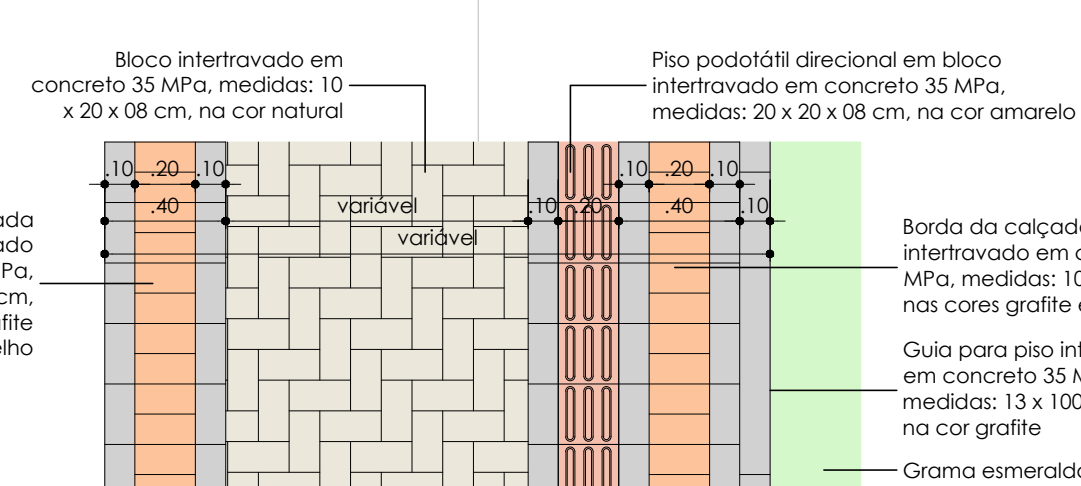 Bloco intertravado em
concreto 35 MPa, medidas: 10
x 20 x 08 cm, na cor natural
Piso podotátil direcional em bloco
intertravado em concreto 35 MPa,
medidas: 20 x 20 x 08 cm, na cor amarelo
.10 .20 .10
.10 .20 .10
.40
variável
.10
.20
.40
.10
variável
cm,
Borda da calçada
intertravado em
MPa, medidas: 10
nas cores grafite
Guia para piso
em concreto 35
medidas: 13 x 100
na cor grafite
Grama esmeralda